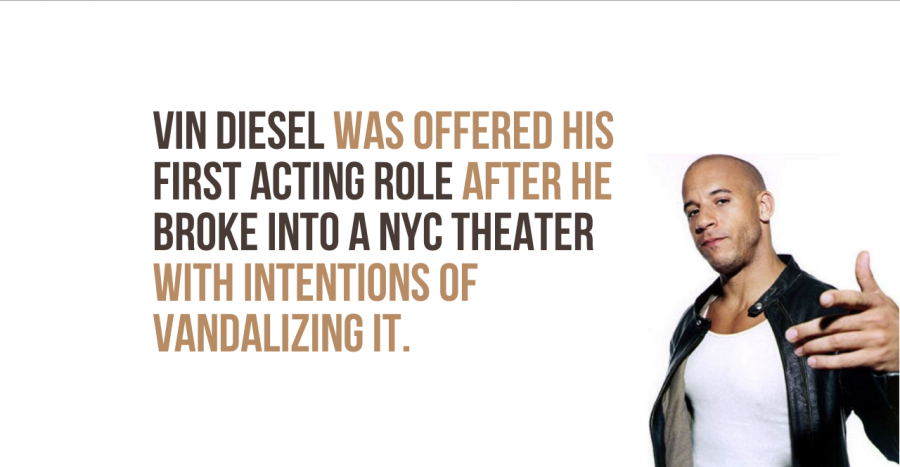 VIN DIESEL WAS OFFERED HIS
FIRST ACTING ROLE AFTER HE
BROKE INTO A NYC THEATER
WITH INTENTIONS OF
VANDALIZING IT.